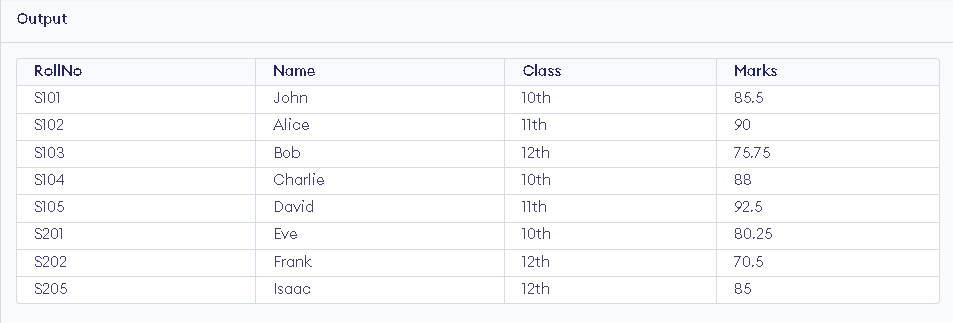 Output
RollNo Name Class Marks
S101 John 10th 85.5
S102 Alice 11th 90
S103 Bob 12th 75.75
S104 Charlie 10th 88
S105 David 11th 92.5
S201 Eve 10th 80.25
S202 Frank 12th 70.5
S205 Isaac 12th 85